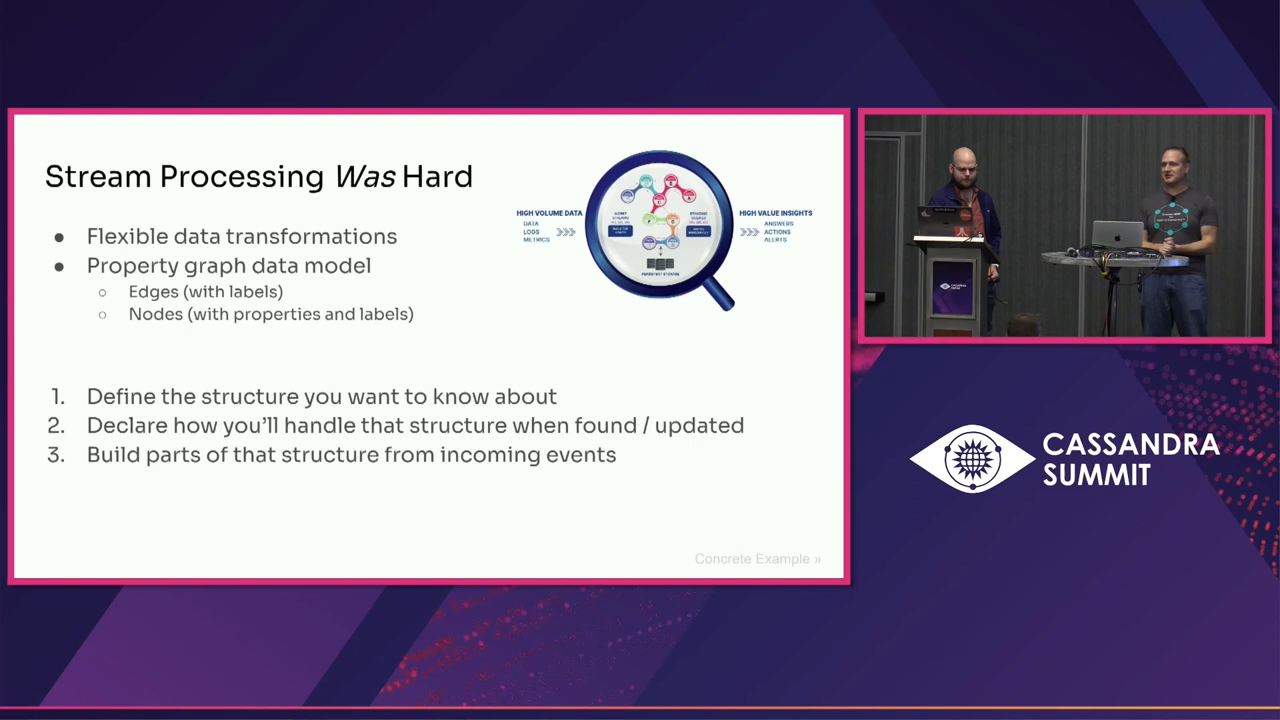 Stream Processing Was Hard
● Flexible data transformations
● Property graph data model
○ Edges (with labels)
○ Nodes (with properties and labels)
HIGH VOLUME DATA
DATA
LOGS
METRICS
HIGH VALUE INSIGHTS
ANSWERS
ACTIONS
ALERTS
1. Define the structure you want to know about
2. Declare how you’ll handle that structure when found / updated
3. Build parts of that structure from incoming events
Concrete Example »
CASSANDRA
SUMMIT